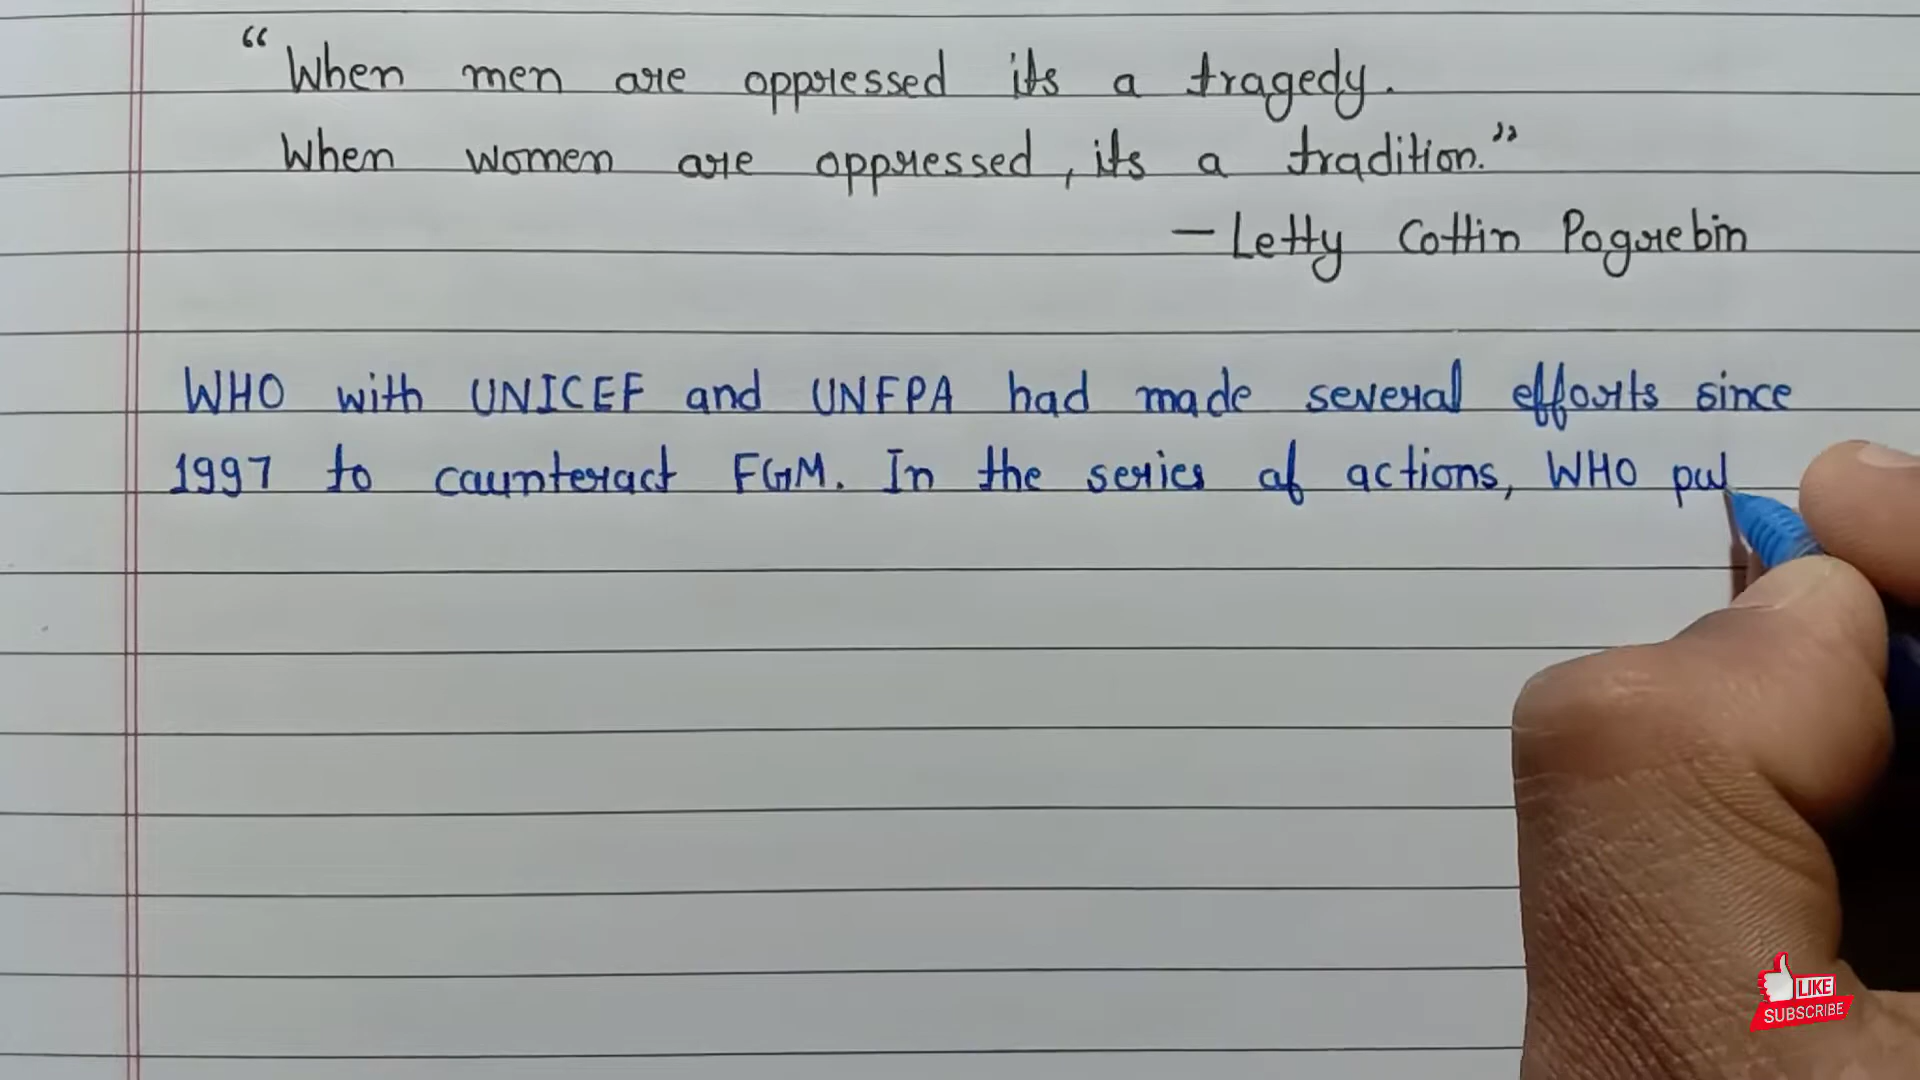 “When men are oppressed its a tragedy.
When women are oppressed, its a tradition.”
– Letty Cottin Pogrebin
WHO with UNICEF and UNFPA had made several efforts since
1997 to counteract FGM. In the series of actions, WHO
LIKE
SUBSCRIBE